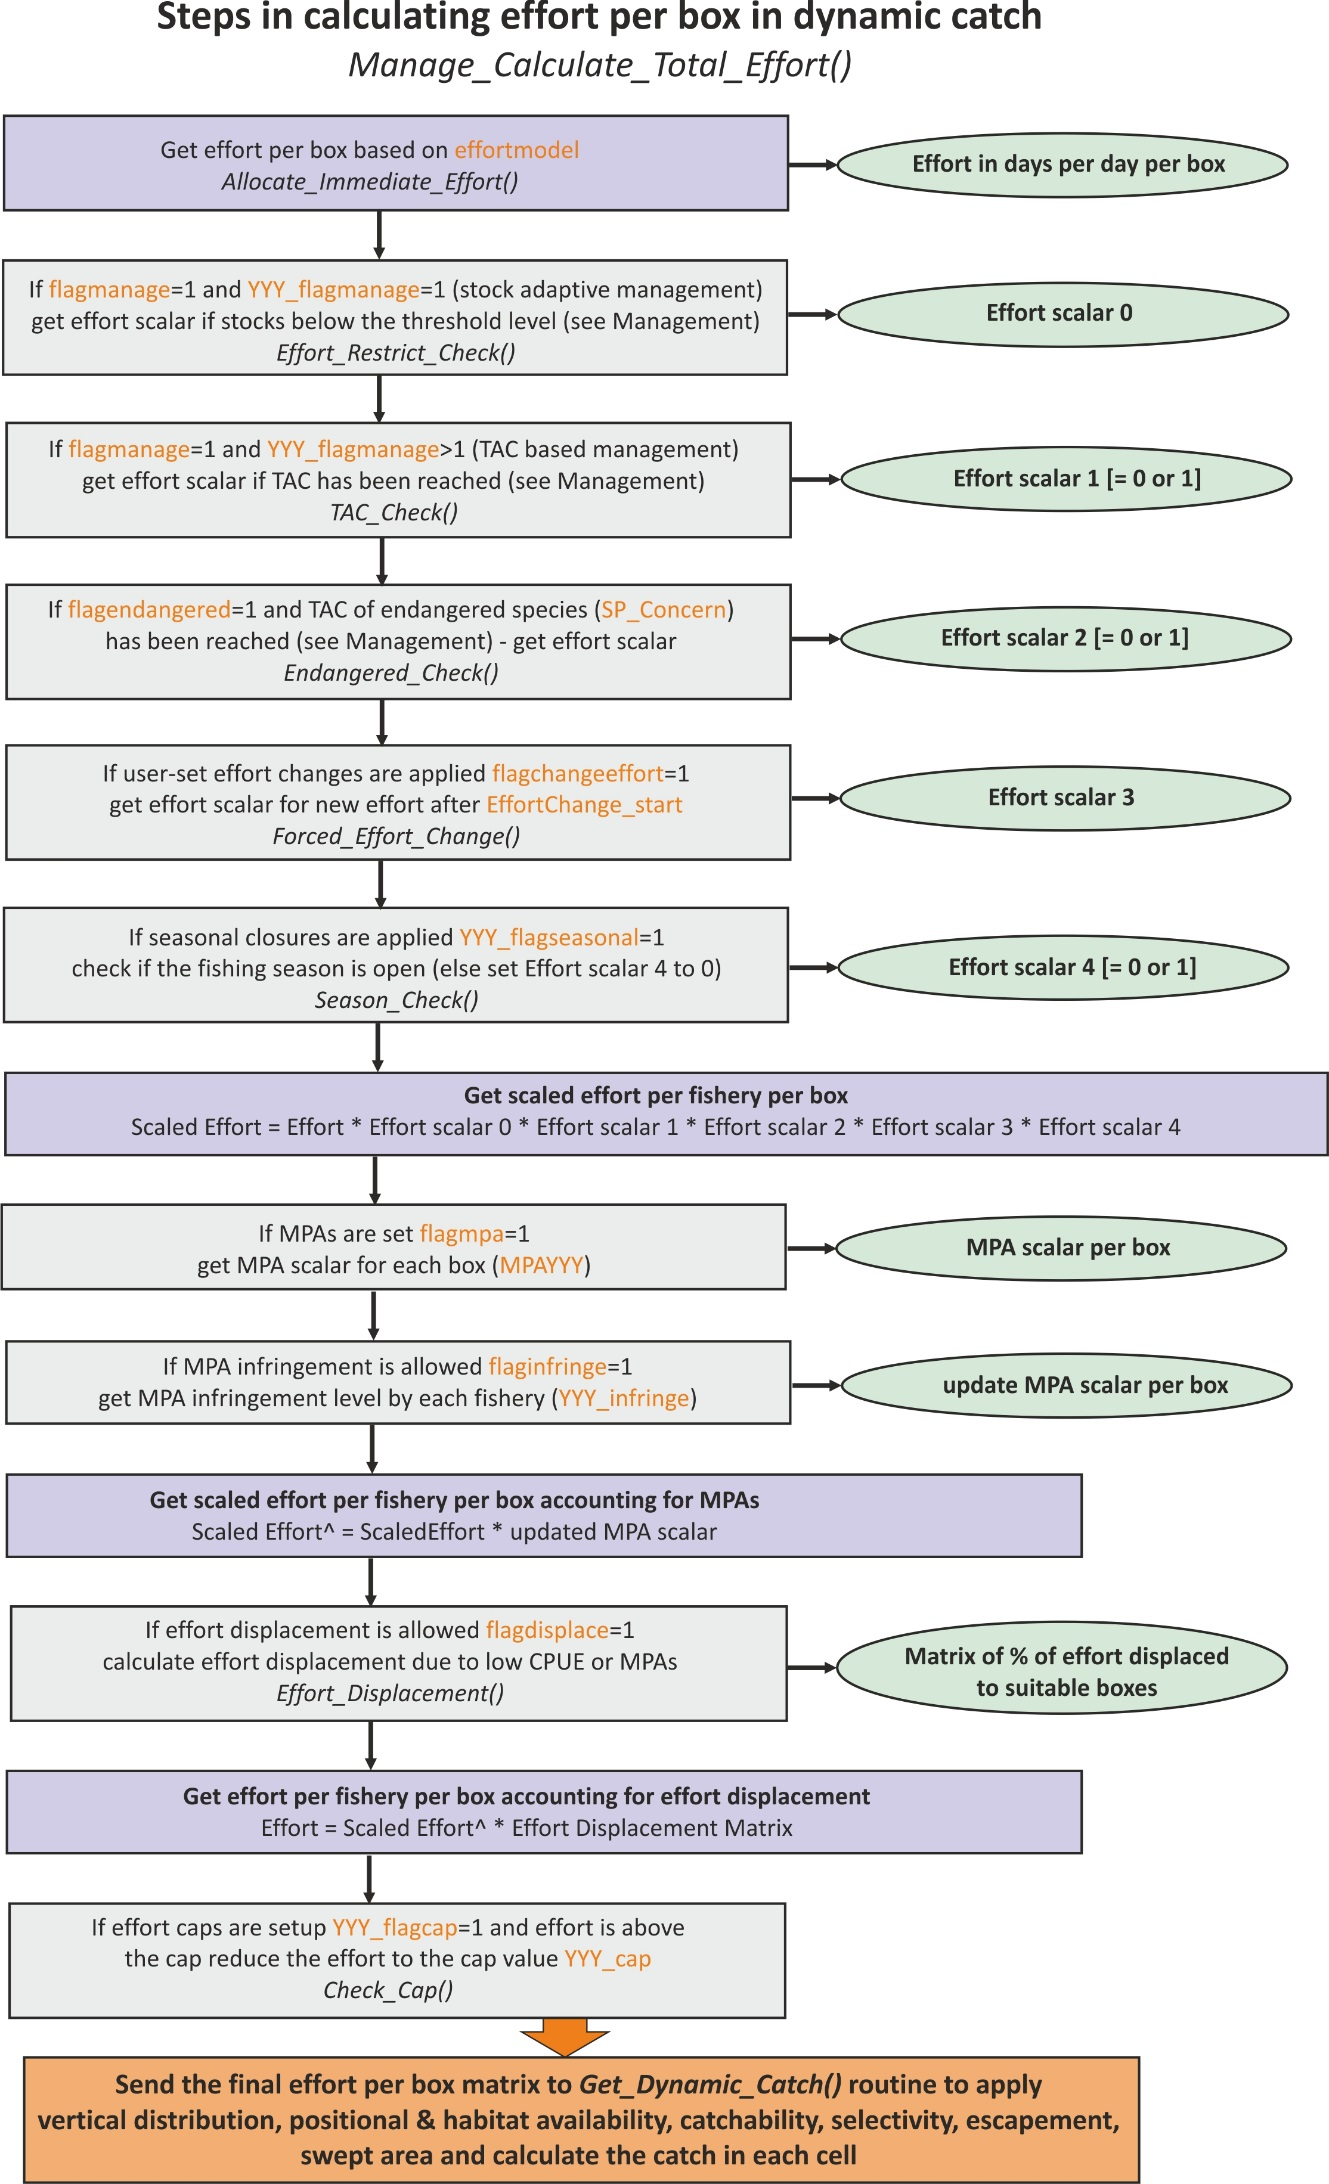 Steps in calculating effort per box in dynamic catch
Manage_Calculate_Total_Effort()
Get effort per box based on effortmodel
Allocate_Immediate_Effort()
Effort in days per day per box
If flagmanage=1 and YYY_flagmanage=1 (stock adaptive management)
get effort scalar if stocks below the threshold level (see Management)
Effort_Restrict_Check()
Effort scalar 0
If flagmanage=1 and YYY_flagmanage>1 (TAC based management)
get effort scalar if TAC has been reached (see Management)
TAC_Check()
Effort scalar 1 [= 0 or 1]
If flagendangered=1 and TAC of endangered species (SP_Concern)
has been reached (see Management) - get effort scalar
Endangered_Check()
Effort scalar 2 [= 0 or 1]
If user-set effort changes are applied flagchangeeffort=1
get effort scalar for new effort after EffortChange_start
Forced_Effort_Change()
Effort scalar 3
If seasonal closures are applied YYY_flagseasonal=1
check if the fishing season is open (else set Effort scalar 4 to 0)
Season_Check()
Effort scalar 4 [= 0 or 1]
Get scaled effort per fishery per box
Scaled Effort = Effort * Effort scalar 0 * Effort scalar 1 * Effort scalar 2 * Effort scalar 3 * Effort scalar 4
If MPAs are set flagmpa=1
get MPA scalar for each box (MPAYYY)
MPA scalar per box
If MPA infringement is allowed flaginfringe=1
get MPA infringement level by each fishery (YYY_infringe)
update MPA scalar per box
Get scaled effort per fishery per box accounting for MPAs
Scaled Effort^ = ScaledEffort * updated MPA scalar
If effort displacement is allowed flagdisplace=1
calculate effort displacement due to low CPUE or MPAs
Effort_Displacement()
Matrix of % of effort displaced
to suitable boxes
Get effort per fishery per box accounting for effort displacement
Effort = Scaled Effort^ * Effort Displacement Matrix
If effort caps are setup YYY_flagcap=1 and effort is above
the cap reduce the effort to the cap value YYY_cap
Check_Cap()
Send the final effort per box matrix to Get_Dynamic_Catch() routine to apply
vertical distribution, positional & habitat availability, catchability, selectivity, escapement,
swept area and calculate the catch in each cell